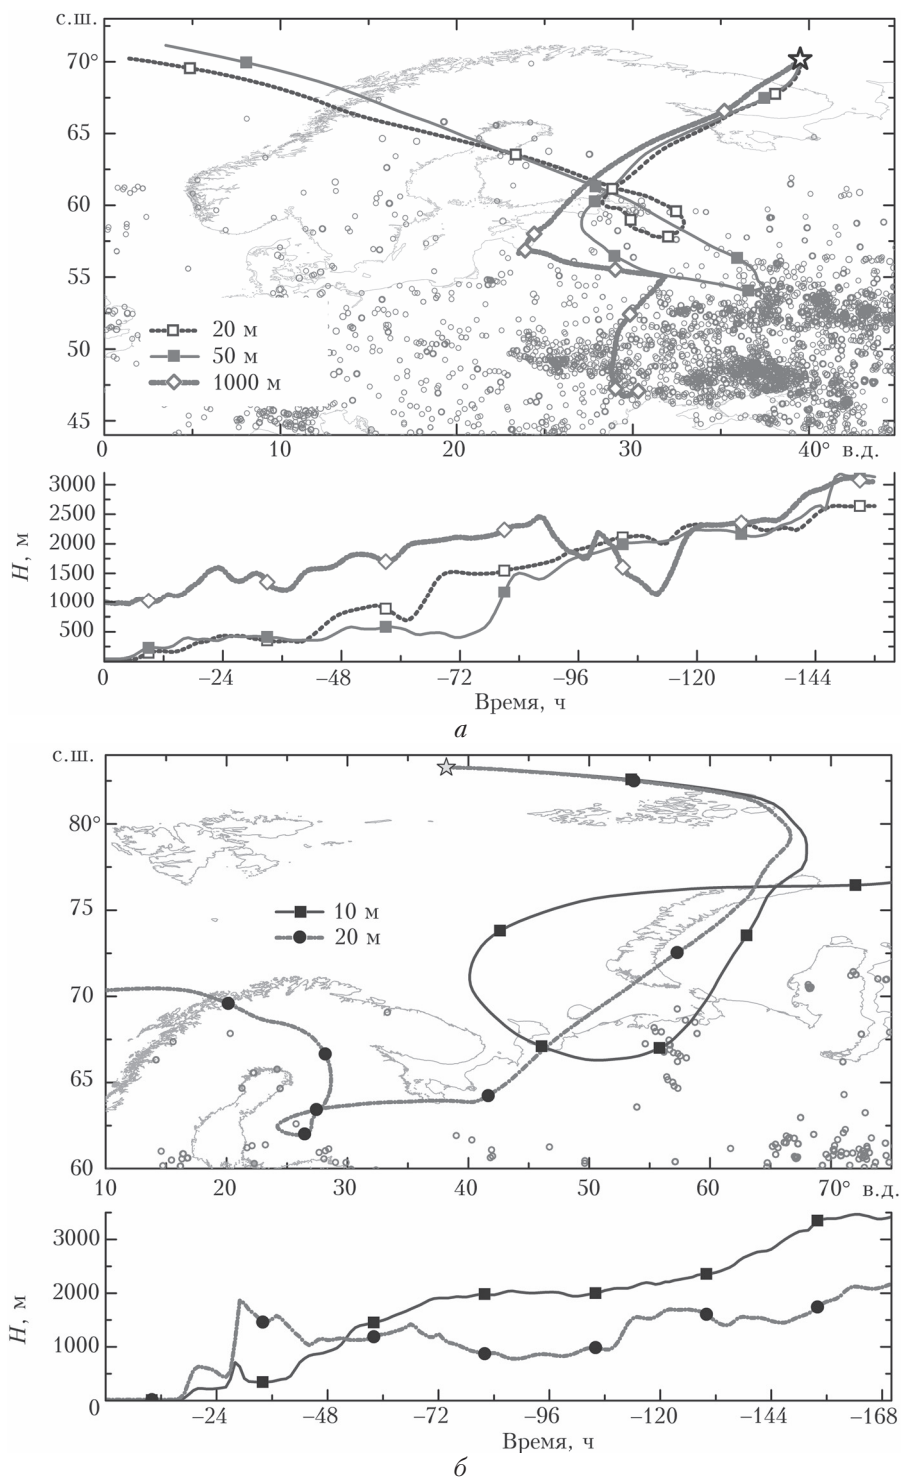 с.ш.
70°
65
60
55
50
45
20 м
50 м
1000 м
0 10 20 30 40° в.д.
3000
2500
2000
1500
1000
500
H, м
0 –24 –48 –72 –96 –120 –144
Время, ч
а
с.ш.
80°
75
70
65
60
10 м
20 м
10 20 30 40 50 60 70° в.д.
3000
2000
1000
0
H, м
–24 –48 –72 –96 –120 –144 –168
Время, ч
б